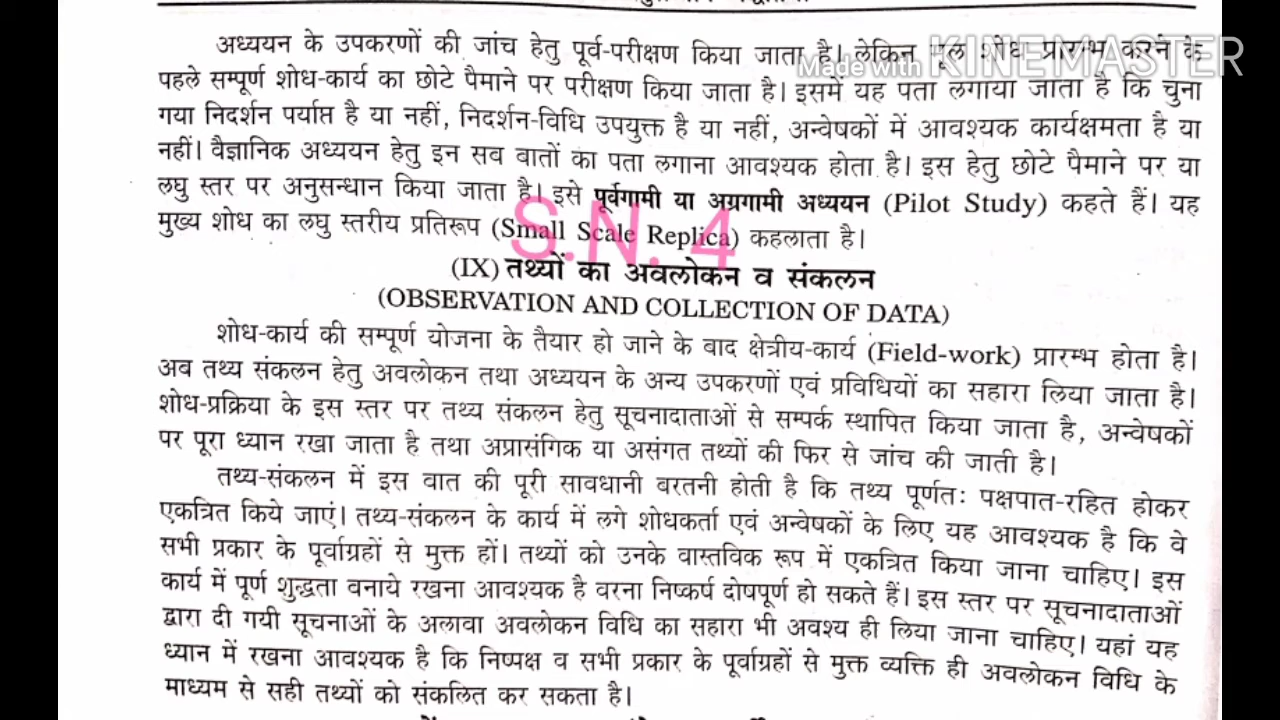 अध्ययन के उपकरणों की जांच हेतु पूर्व-परीक्षण किया जाता है। लेकिन मूल शोध प्रारम्भ करने के
Made with KINEMASTER
पहले सम्पूर्ण शोध-कार्य का छोटे पैमाने पर परीक्षण किया जाता है। इसमें यह पता लगाया जाता है कि चुना
गया निदर्शन पर्याप्त है या नहीं, निदर्शन-विधि उपयुक्त है या नहीं, अन्वेषकों में आवश्यक कार्यक्षमता है या
नहीं। वैज्ञानिक अध्ययन हेतु इन सब बातों का पता लगाना आवश्यक होता है। इस हेतु छोटे पैमाने पर या
लघु स्तर पर अनुसन्धान किया जाता है। इसे पूर्वगामी या अग्रगामी अध्ययन (Pilot Study) कहते हैं। यह
मुख्य शोध का लघु स्तरीय प्रतिरूप (Small Scale Replica) कहलाता है।
S.N. 4
(IX) तथ्यों का अवलोकन व संकलन
(OBSERVATION AND COLLECTION OF DATA)
शोध-कार्य की सम्पूर्ण योजना के तैयार हो जाने के बाद क्षेत्रीय-कार्य (Field-work) प्रारम्भ होता है।
अब तथ्य संकलन हेतु अवलोकन तथा अध्ययन के अन्य उपकरणों एवं प्रविधियों का सहारा लिया जाता है।
शोध-प्रक्रिया के इस स्तर पर तथ्य संकलन हेतु सूचनादाताओं से सम्पर्क स्थापित किया जाता है, अन्वेषकों
पर पूरा ध्यान रखा जाता है तथा अप्रासंगिक या असंगत तथ्यों की फिर से जांच की जाती है।
तथ्य-संकलन में इस वात की पूरी सावधानी बरतनी होती है कि तथ्य पूर्णतः पक्षपात-रहित होकर
एकत्रित किये जाएं। तथ्य-संकलन के कार्य में लगे शोधकर्ता एवं अन्वेषकों के लिए यह आवश्यक है कि वे
सभी प्रकार के पूर्वाग्रहों से मुक्त हों। तथ्यों को उनके वास्तविक रूप में एकत्रित किया जाना चाहिए। इस
कार्य में पूर्ण शुद्धता वनाये रखना आवश्यक है वरना निष्कर्ष दोषपूर्ण हो सकते हैं। इस स्तर पर सूचनादाताओं
द्वारा दी गयी सूचनाओं के अलावा अवलोकन विधि का सहारा भी अवश्य ही लिया जाना चाहिए। यहां यह
ध्यान में रखना आवश्यक है कि निष्पक्ष व सभी प्रकार के पूर्वाग्रहों से मुक्त व्यक्ति ही अवलोकन विधि के
माध्यम से सही तथ्यों को संकलित कर सकता है।